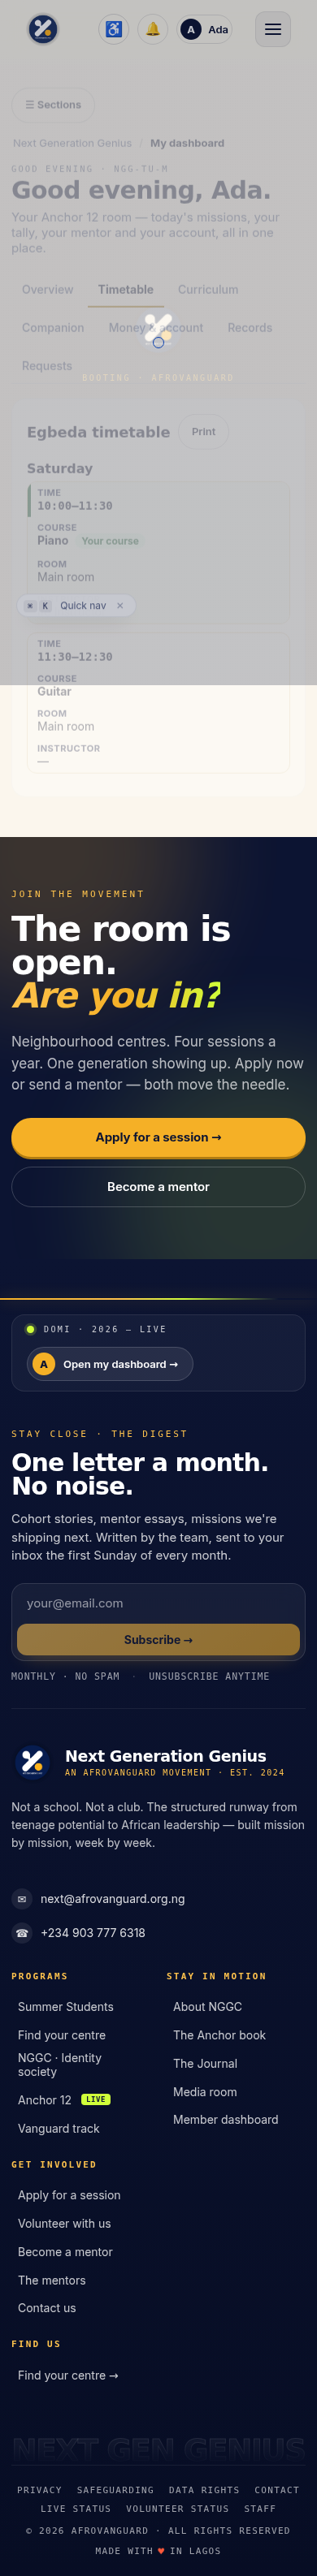 A Ada
☰ Sections
Next Generation Genius / My dashboard
GOOD EVENING · NGG-TU-M
Good evening, Ada.
Your Anchor 12 room — today's missions, your
tally, your mentor and your account, all in one
place.
Overview Timetable Curriculum
Companion Money & account Records
Requests
BOOTING · AFROVANGUARD
Egbeda timetable Print
Saturday
TIME
10:00–11:30
COURSE
Piano Your course
ROOM
Main room
⌘ K Quick nav ×
TIME
11:30–12:30
COURSE
Guitar
ROOM
Main room
INSTRUCTOR
—
JOIN THE MOVEMENT
The room is
open.
Are you in?
Neighbourhood centres. Four sessions a
year. One generation showing up. Apply now
or send a mentor — both move the needle.
Apply for a session →
Become a mentor
DOMI · 2026 — LIVE
A Open my dashboard →
STAY CLOSE · THE DIGEST
One letter a month.
No noise.
Cohort stories, mentor essays, missions we're
shipping next. Written by the team, sent to your
inbox the first Sunday of every month.
your@email.com
Subscribe →
MONTHLY · NO SPAM · UNSUBSCRIBE ANYTIME
Next Generation Genius
AN AFROVANGUARD MOVEMENT · EST. 2024
Not a school. Not a club. The structured runway from
teenage potential to African leadership — built mission
by mission, week by week.
next@afrovanguard.org.ng
+234 903 777 6318
PROGRAMS
Summer Students
Find your centre
NGGC · Identity
society
Anchor 12 LIVE
Vanguard track
STAY IN MOTION
About NGGC
The Anchor book
The Journal
Media room
Member dashboard
GET INVOLVED
Apply for a session
Volunteer with us
Become a mentor
The mentors
Contact us
FIND US
Find your centre →
NEXT GEN GENIUS
PRIVACY SAFEGUARDING DATA RIGHTS CONTACT
LIVE STATUS VOLUNTEER STATUS STAFF
© 2026 AFROVANGUARD · ALL RIGHTS RESERVED
MADE WITH ♥ IN LAGOS